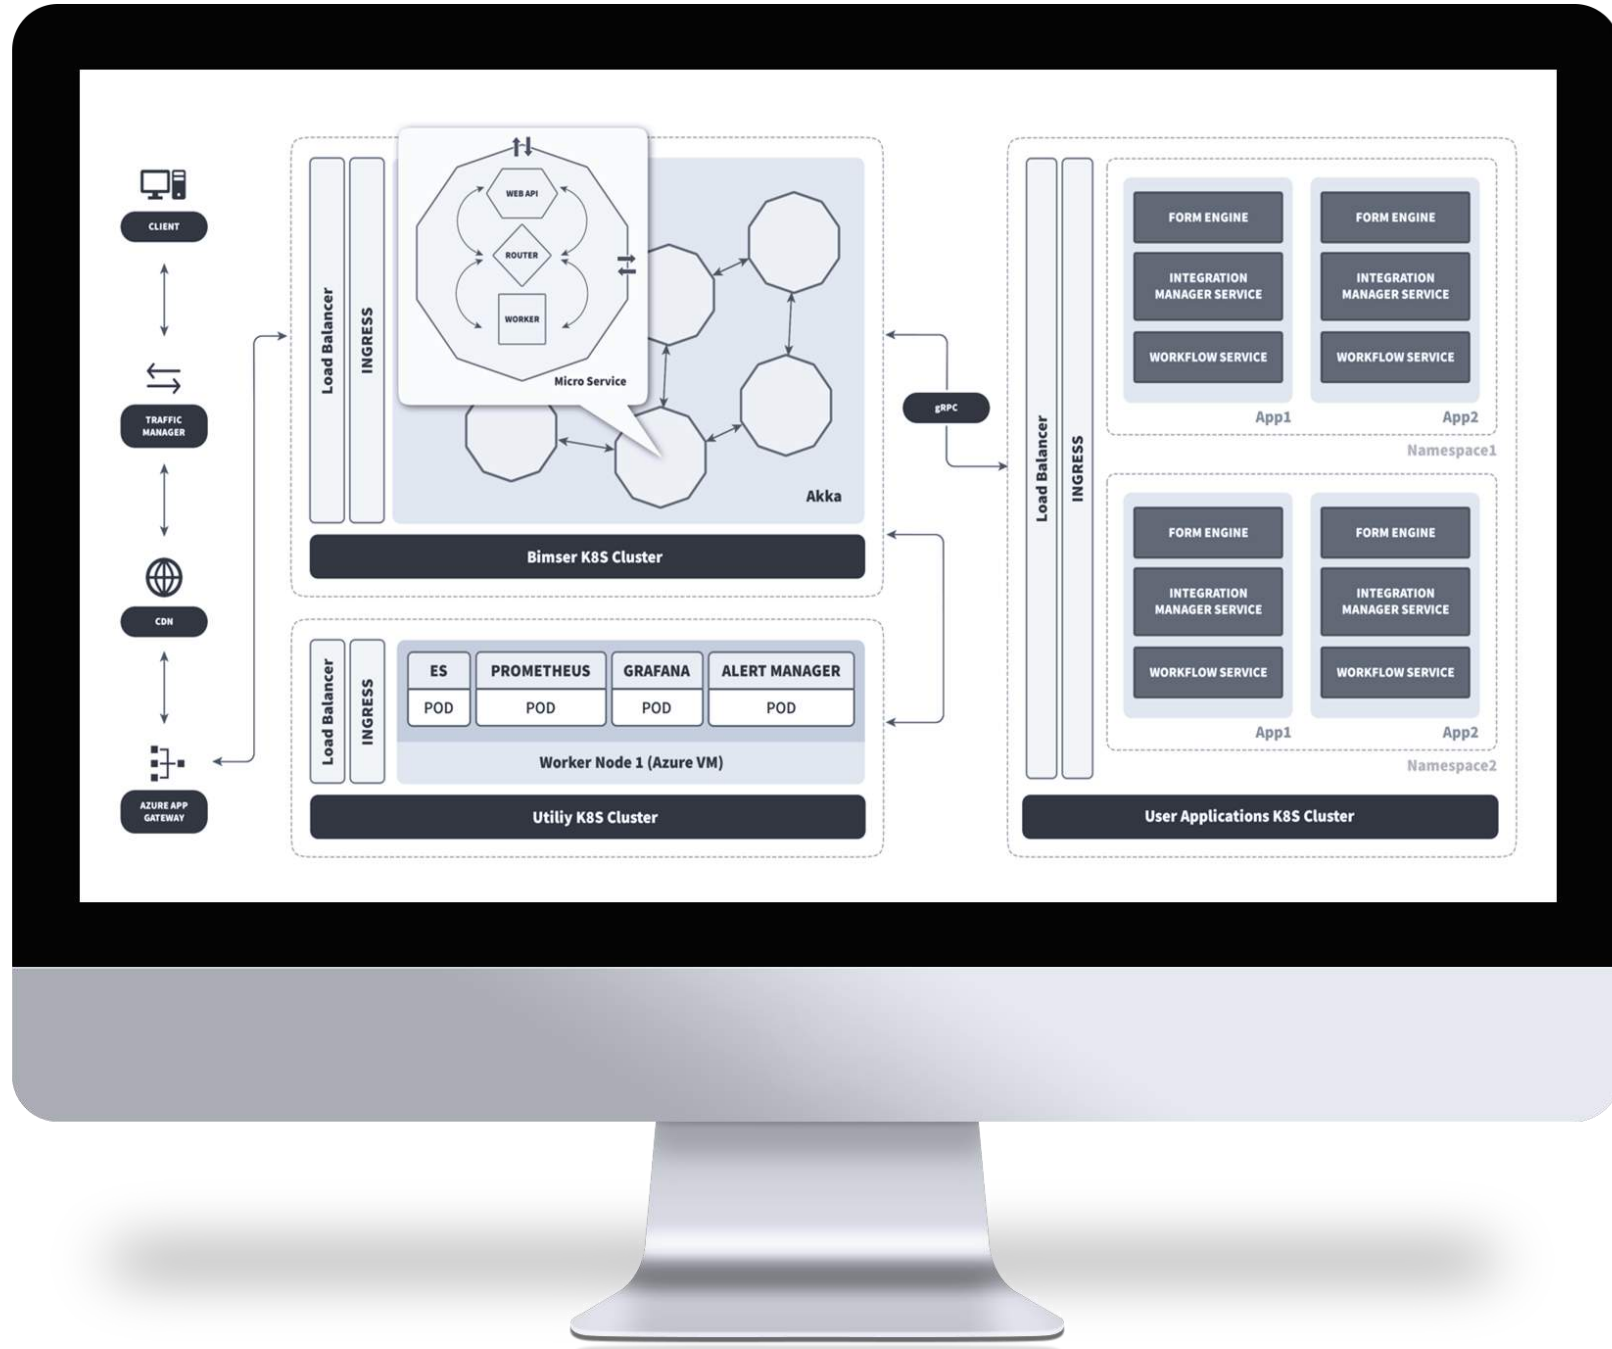 CLIENT
TRAFFIC
MANAGER
CDN
AZURE APP
GATEWAY
Load Balancer
INGRESS
WEB API
ROUTER
WORKER
Micro Service
Akka
Bimser K8S Cluster
Load Balancer
INGRESS
ES
PROMETHEUS
GRAFANA
ALERT MANAGER
POD
POD
POD
POD
Worker Node 1 (Azure VM)
Utiliy K8S Cluster
gRPC
Load Balancer
INGRESS
FORM ENGINE
INTEGRATION
MANAGER SERVICE
WORKFLOW SERVICE
App1
FORM ENGINE
INTEGRATION
MANAGER SERVICE
WORKFLOW SERVICE
App2
Namespace1
FORM ENGINE
INTEGRATION
MANAGER SERVICE
WORKFLOW SERVICE
App1
FORM ENGINE
INTEGRATION
MANAGER SERVICE
WORKFLOW SERVICE
App2
Namespace2
User Applications K8S Cluster